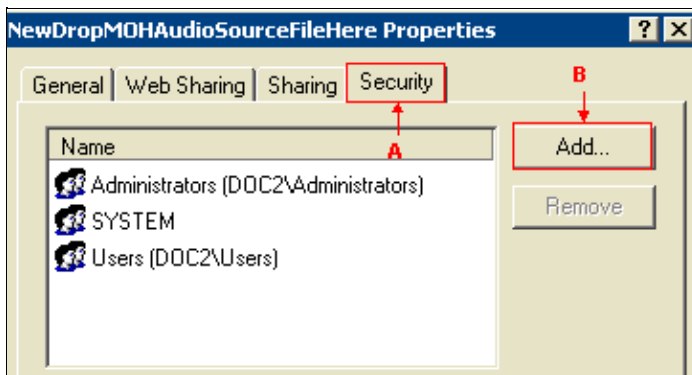 NewDropMOHAudioSourceFileHere Properties
General Web Sharing Sharing Security
B
A
Name
Add...
Administrators (DOC2\Administrators)
Remove
SYSTEM
Users (DOC2\Users)